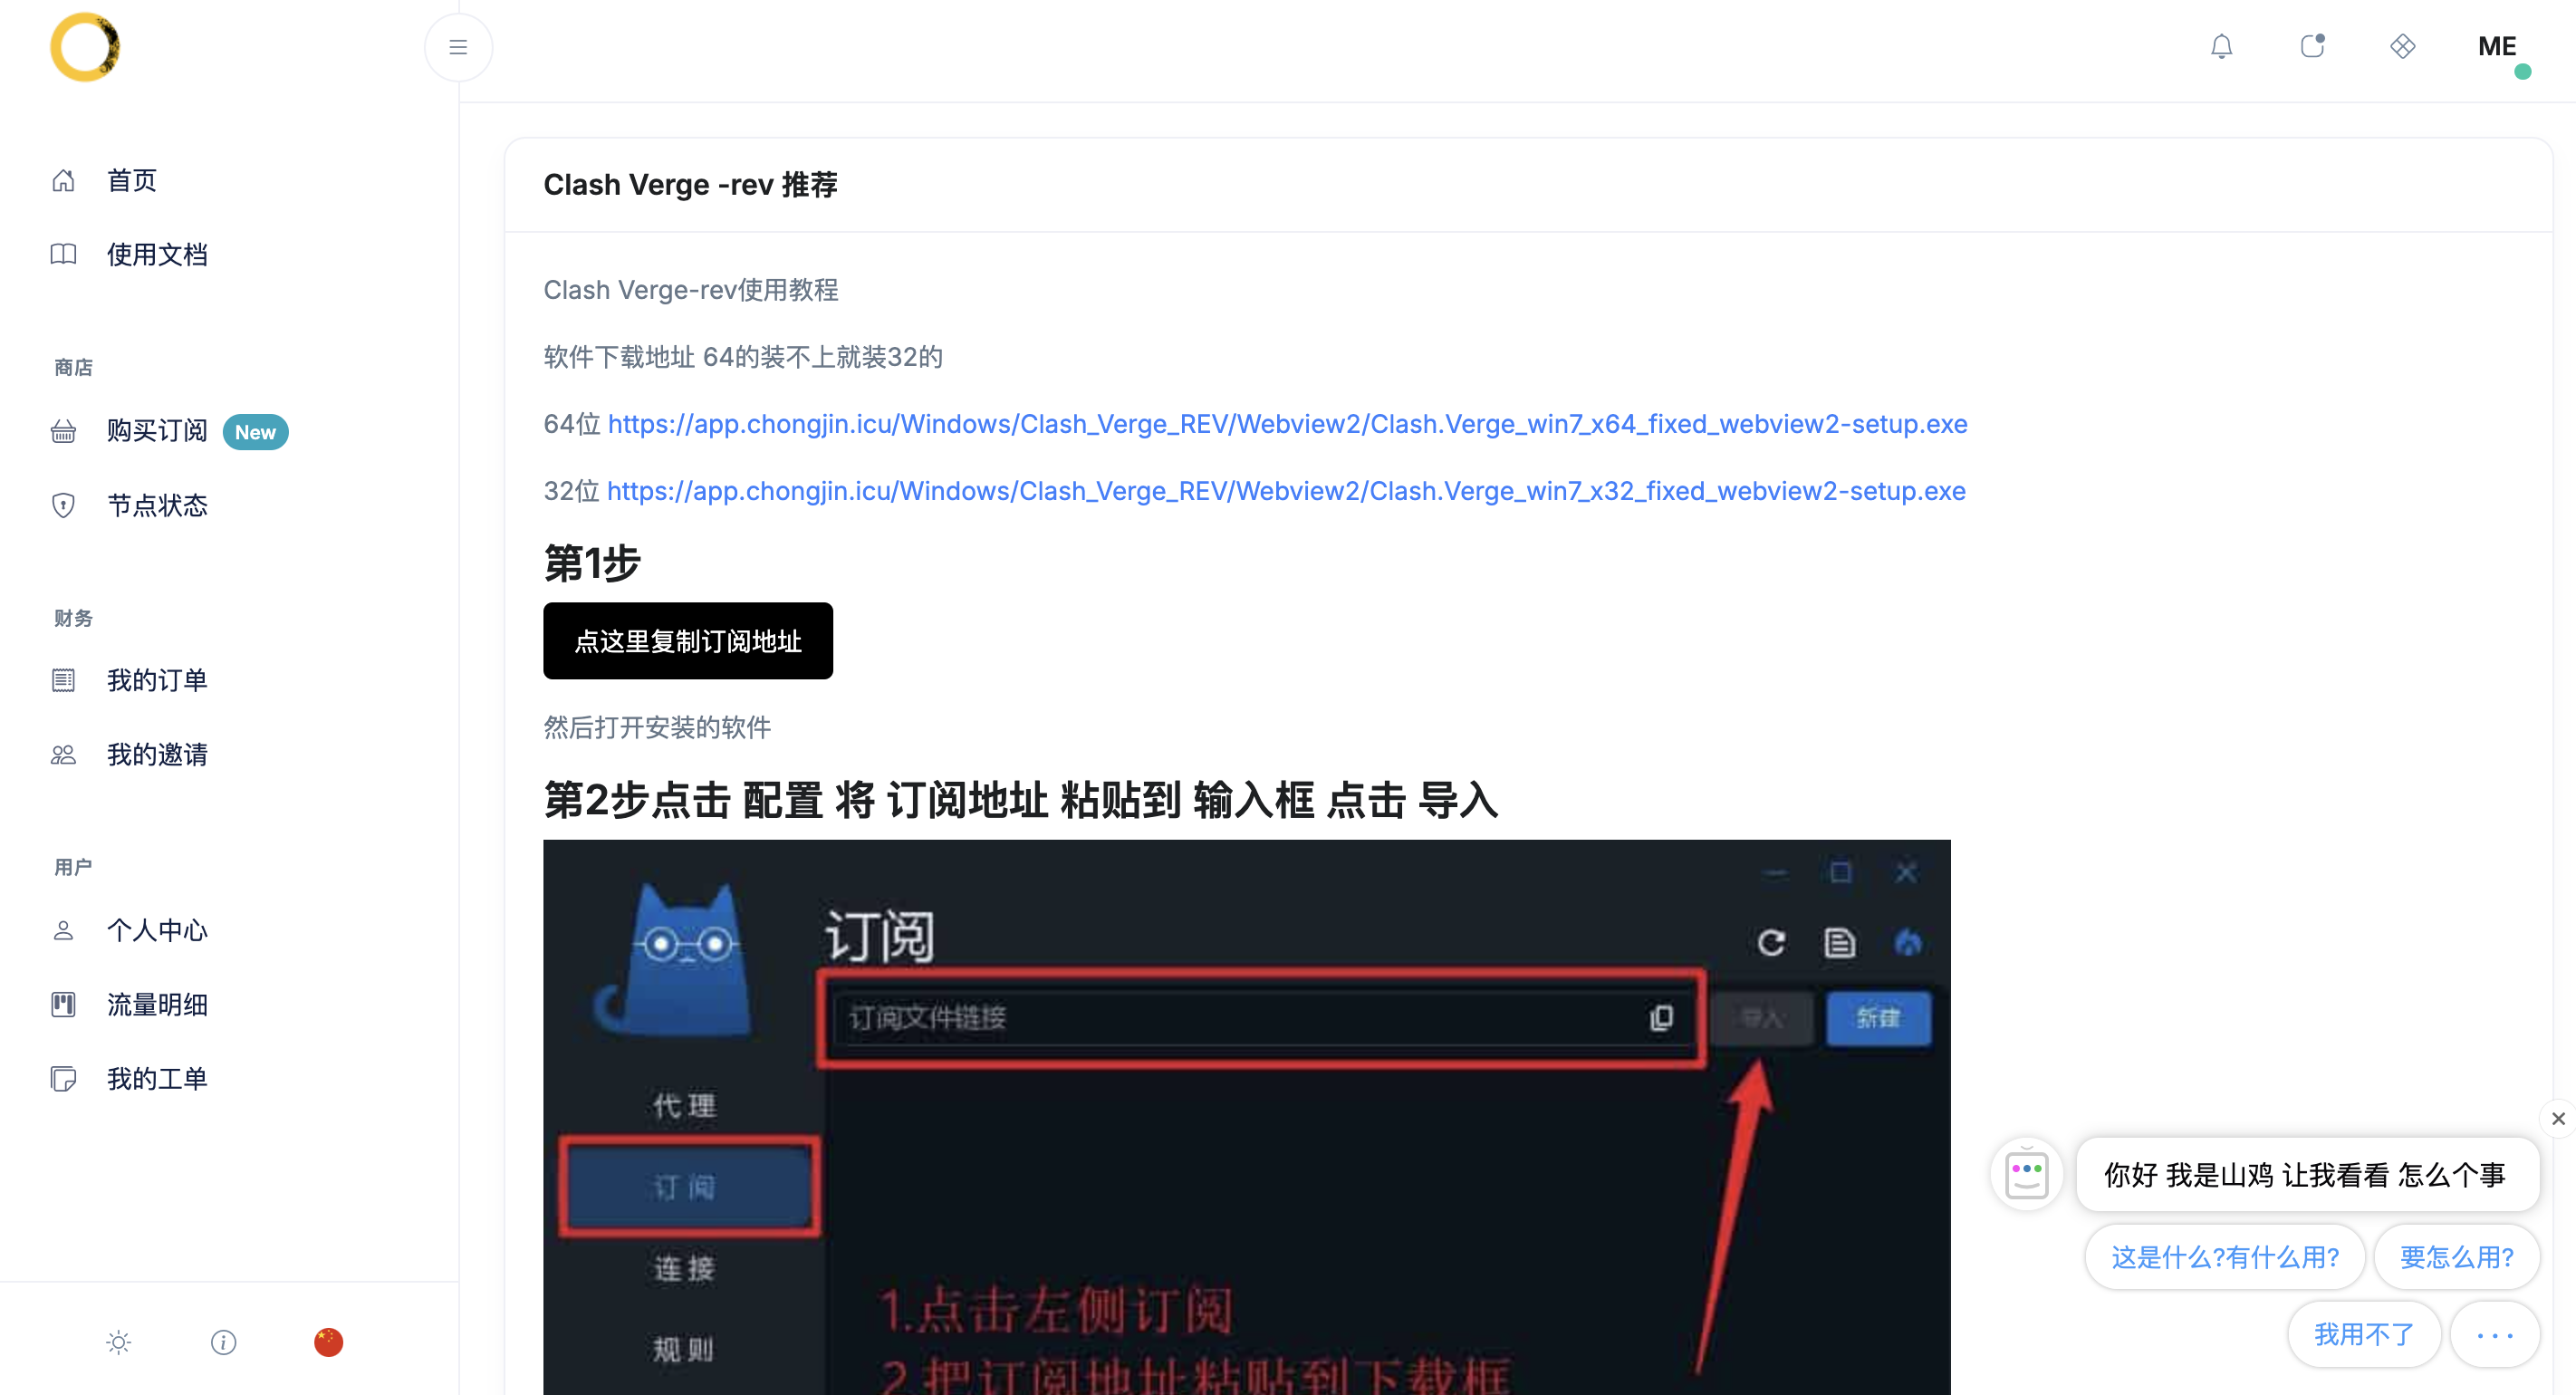 ME
首页
使用文档
商店
购买订阅 New
节点状态
财务
我的订单
我的邀请
用户
个人中心
流量明细
我的工单
Clash Verge -rev 推荐
Clash Verge-rev使用教程
软件下载地址 64的装不上就装32的
64位 https://app.chongjin.icu/Windows/Clash_Verge_REV/Webview2/Clash.Verge_win7_x64_fixed_webview2-setup.exe
32位 https://app.chongjin.icu/Windows/Clash_Verge_REV/Webview2/Clash.Verge_win7_x32_fixed_webview2-setup.exe
第1步
点这里复制订阅地址
然后打开安装的软件
第2步点击 配置 将 订阅地址 粘贴到 输入框 点击 导入
订阅
订阅文件链接
导入
新建
代 理
订 阅
连 接
规 则
1.点击左侧订阅
2.把订阅地址粘贴到下载框
你好 我是山鸡 让我看看 怎么个事
这是什么?有什么用?
要怎么用?
我用不了
...